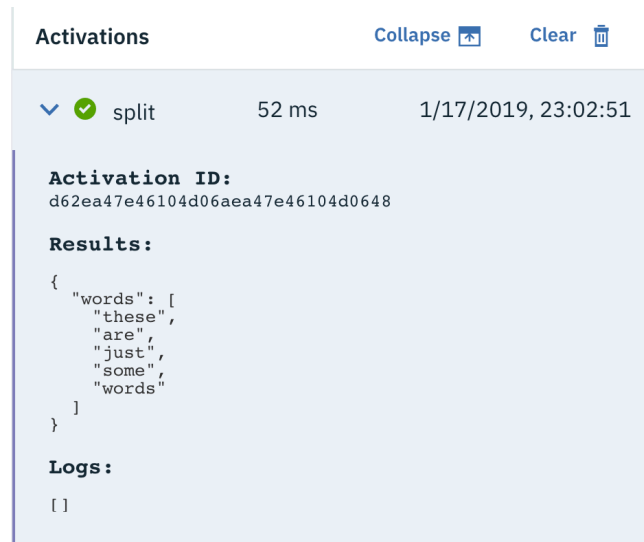 Activations Collapse Clear
split 52 ms 1/17/2019, 23:02:51
Activation ID:
d62ea47e46104d06aea47e46104d0648
Results:
{
"words": [
"these",
"are",
"just",
"some",
"words"
]
}
Logs:
[]